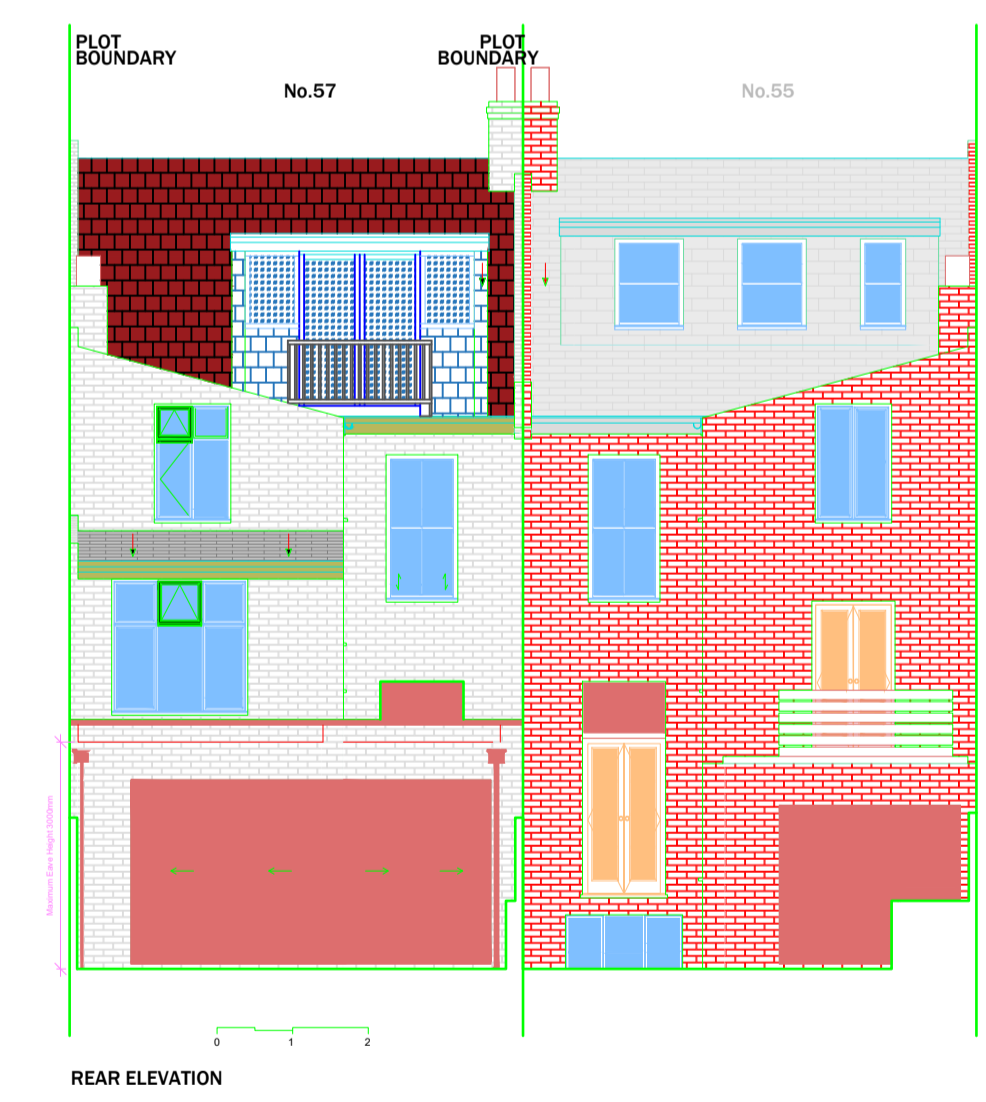 PLOT
BOUNDARY
PLOT
BOUNDARY
No.57
No.55
Maximum Eave Height 3000mm
0 1 2
REAR ELEVATION